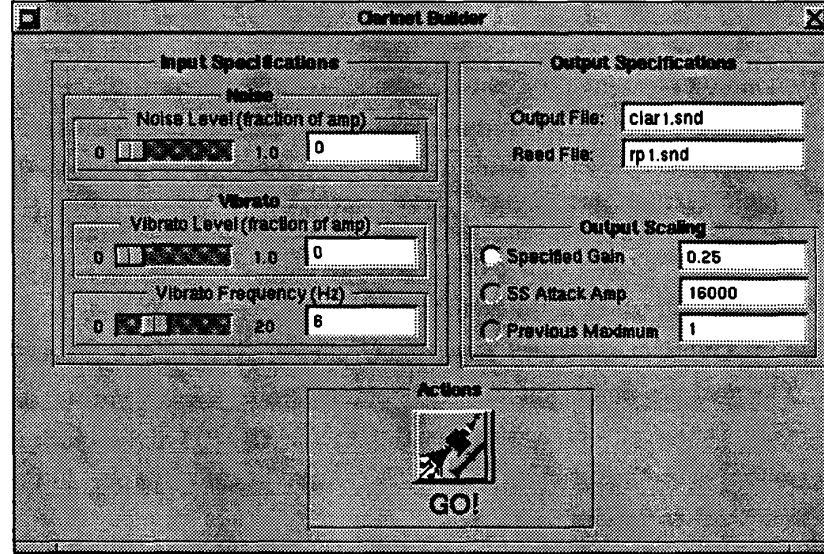 Clarinet Builder
Input Specifications
Noise
Noise Level (fraction of amp)
0 1.0 0
Vibrato
Vibrato Level (fraction of amp)
0 1.0 0
Vibrato Frequency (Hz)
0 20 6
Output Specifications
Output File: clar1.snd
Reed File: rp1.snd
Output Scaling
Specified Gain 0.25
SS Attack Amp 16000
Previous Maximum 1
Actions
GO!